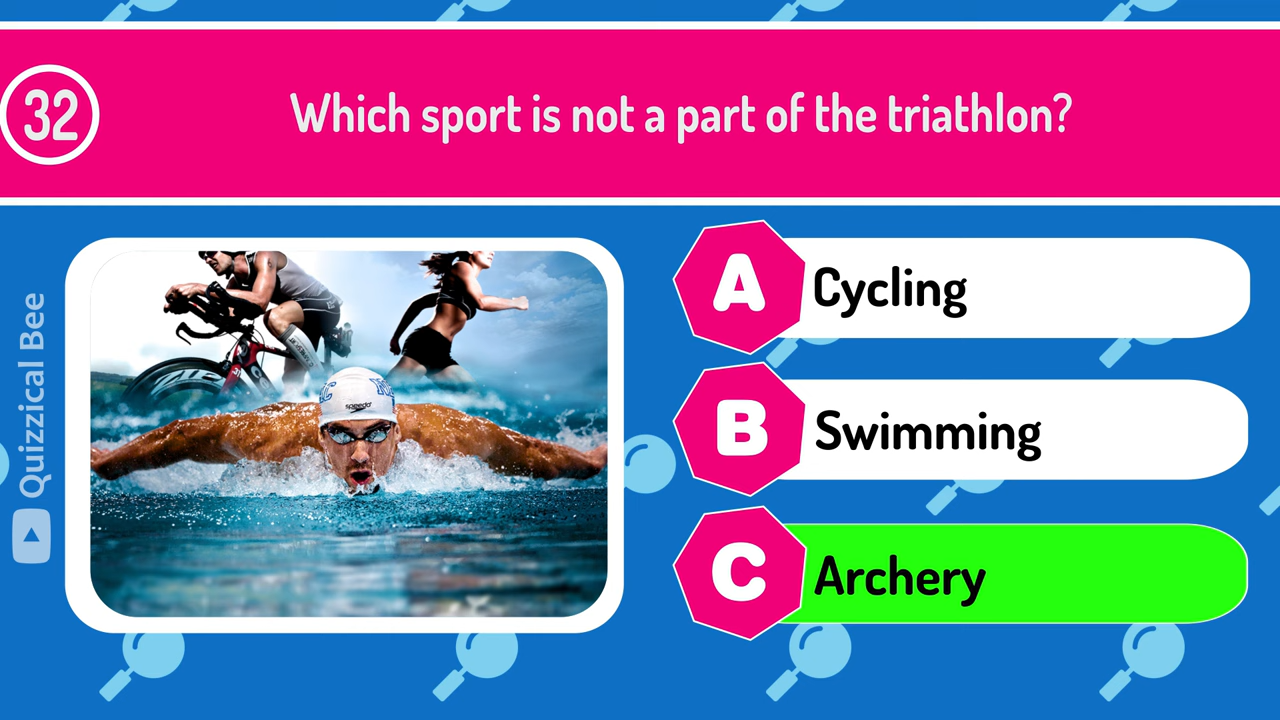 32
Which sport is not a part of the triathlon?
Quizzical Bee
speedo
A
Cycling
B
Swimming
C
Archery